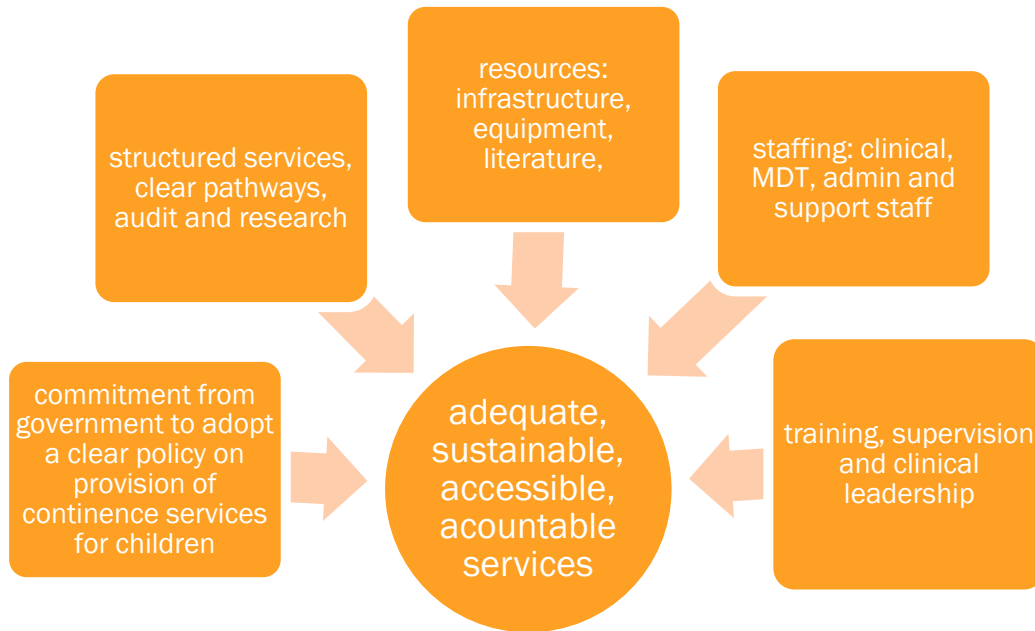 commitment from
government to adopt
a clear policy on
provision of
continence services
for children
structured services,
clear pathways,
audit and research
resources:
infrastructure,
equipment,
literature,
staffing: clinical,
MDT, admin and
support staff
training, supervision
and clinical
leadership
adequate,
sustainable,
accessible,
acountable
services